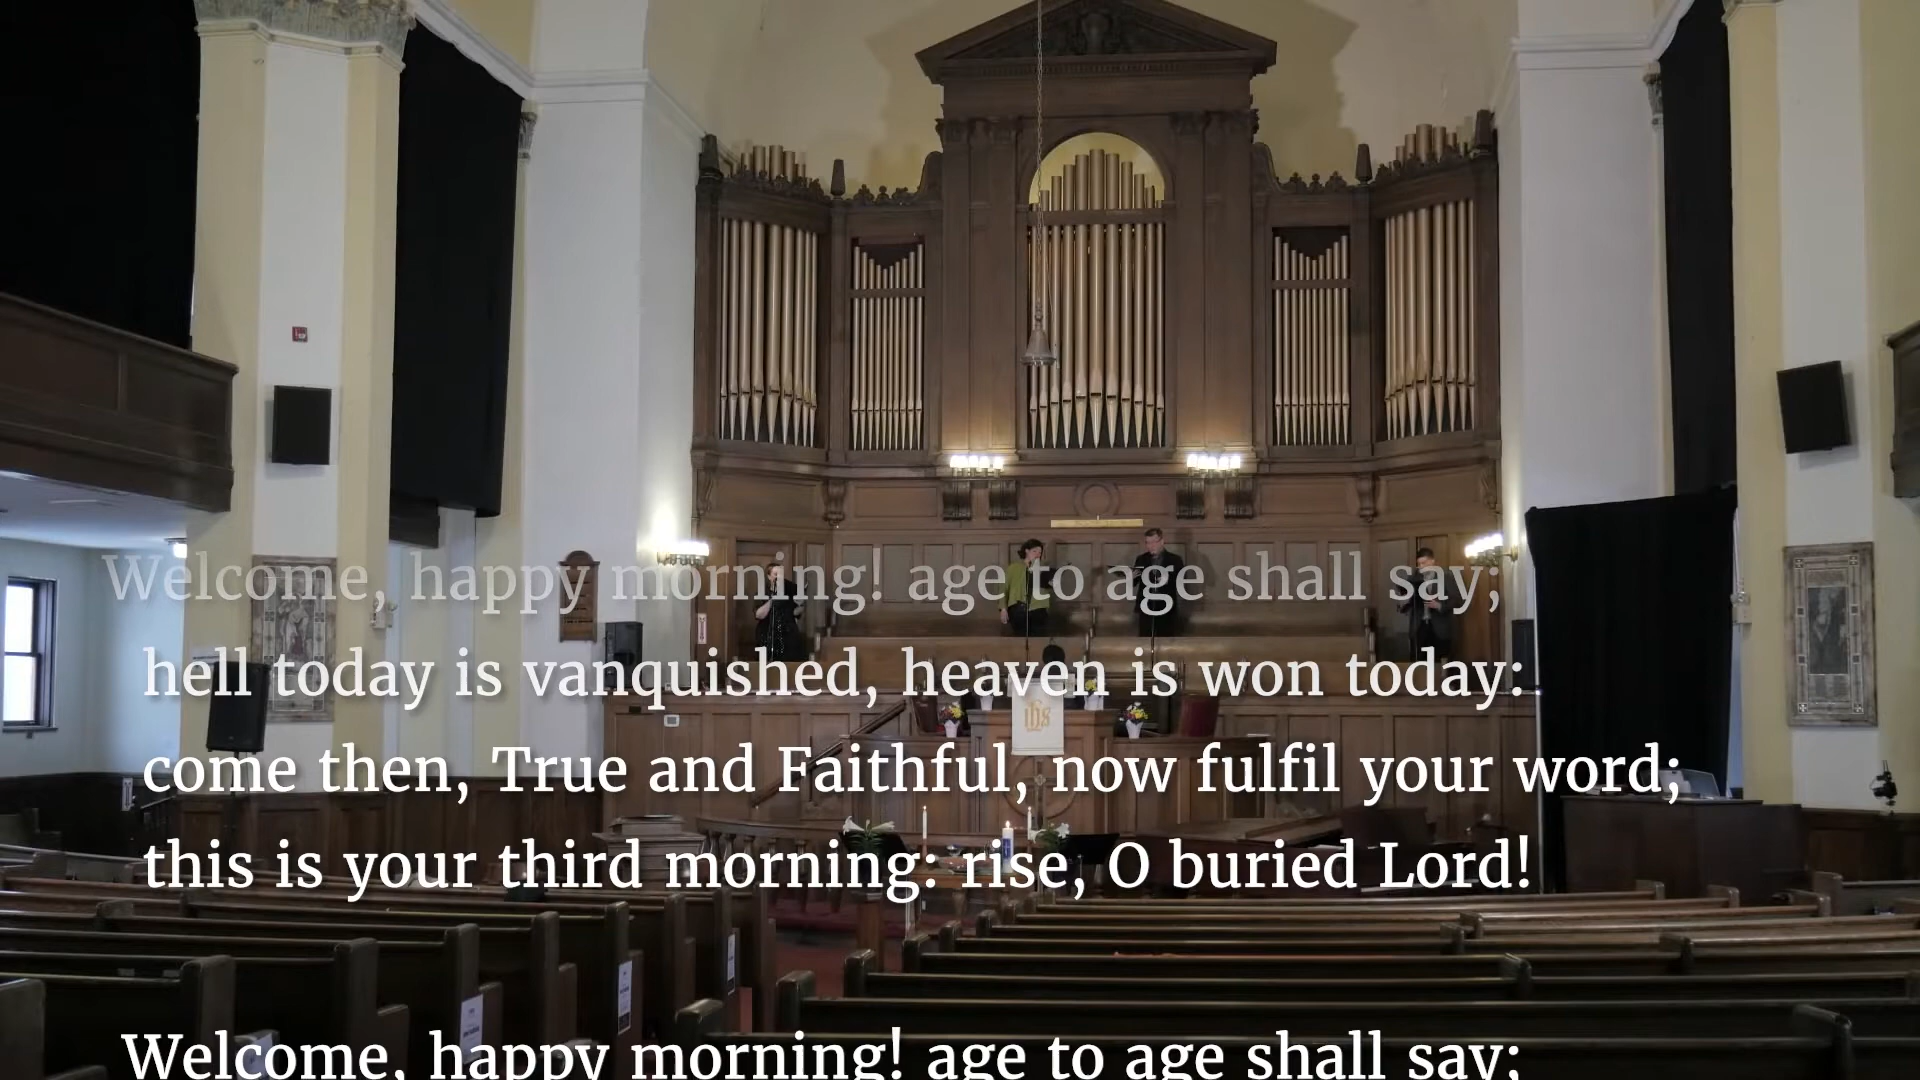 Welcome, happy morning! age to age shall say;
hell today is vanquished, heaven is won today:
come then, True and Faithful, now fulfil your word;
this is your third morning: rise, O buried Lord!
Welcome, happy morning! age to age shall say;
ihs